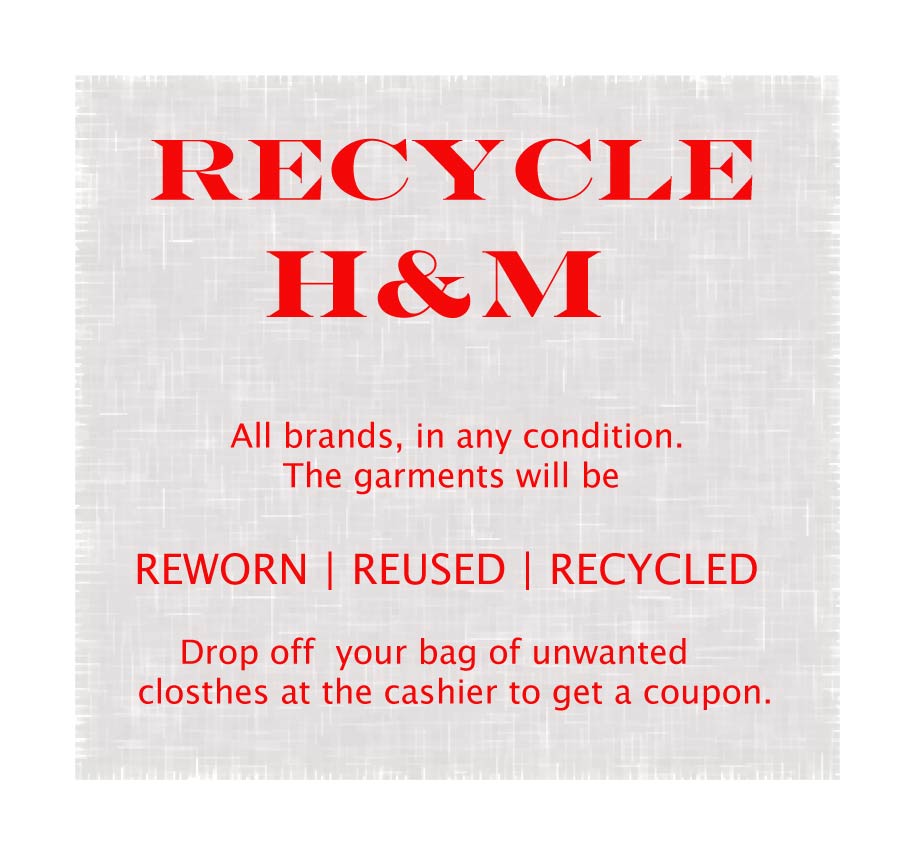 RECYCLE
H&M
All brands, in any condition.
The garments will be
REWORN | REUSED | RECYCLED
Drop off  your bag of unwanted
closthes at the cashier to get a coupon.